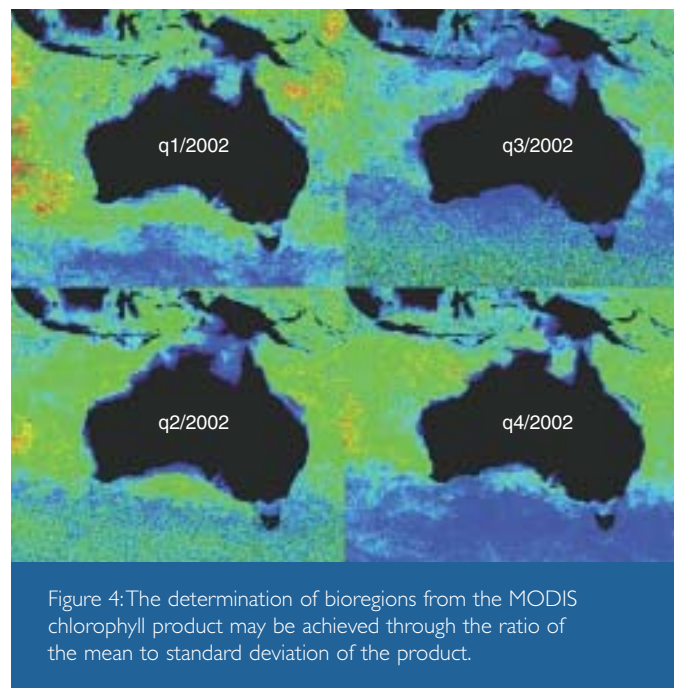 q1/2002
q3/2002
q2/2002
q4/2002
Figure 4: The determination of bioregions from the MODIS
chlorophyll product may be achieved through the ratio of
the mean to standard deviation of the product.